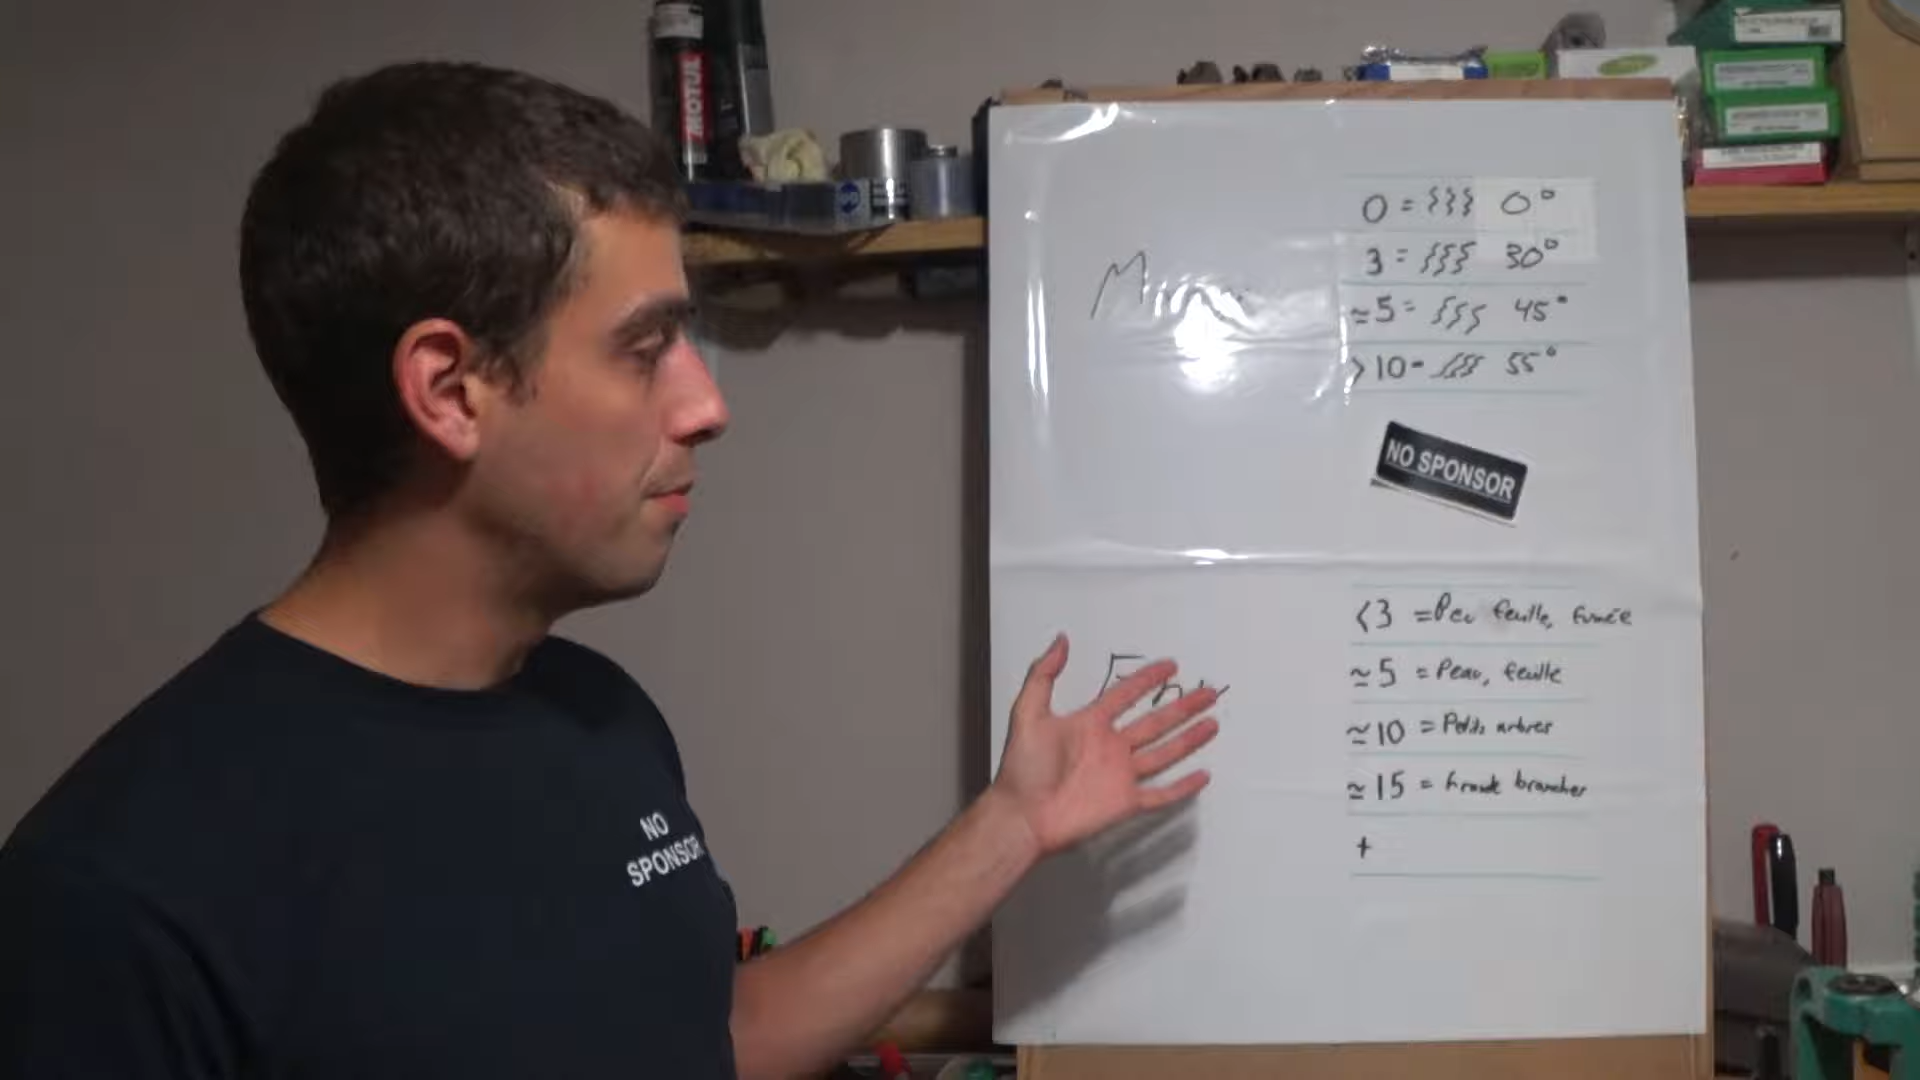 MOTUL
0 = 0°
3 = 30°
≃5 = 45°
>10 = 55°
NO SPONSOR
<3 = Peu feuille, fumée
≃5 = Peau, feuille
≃10 = Petits arbres
≃15 = branches
+
NO
SPONSOR